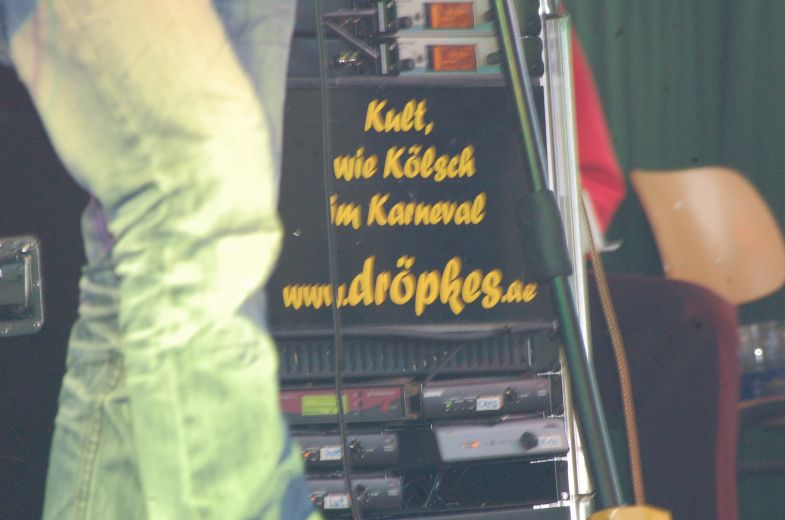 Kult,
wie Kölsch
im Karneval
www.dröpkes.de